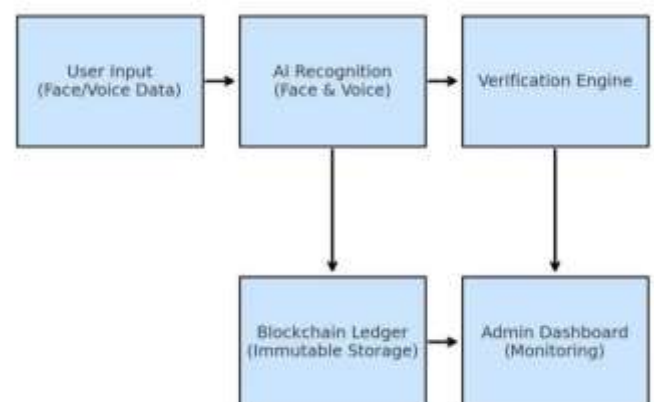 User Input
(Face/Voice Data)
AI Recognition
(Face & Voice)
Verification Engine
Blockchain Ledger
(Immutable Storage)
Admin Dashboard
(Monitoring)